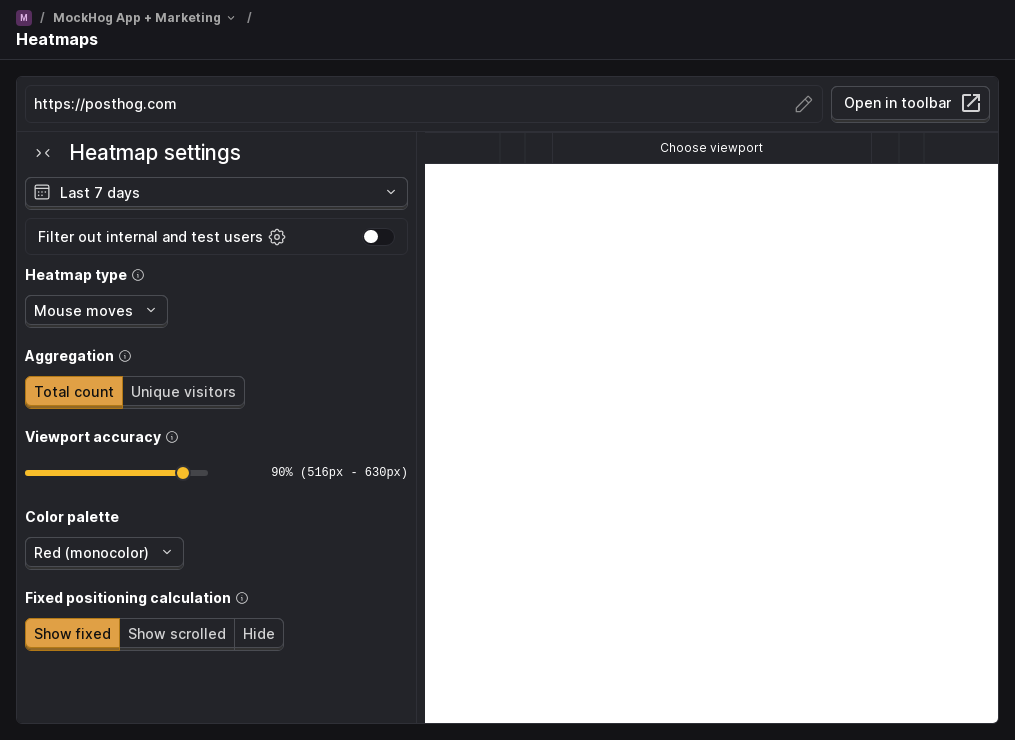 M / MockHog App + Marketing /
Heatmaps
https://posthog.com
Open in toolbar
Heatmap settings
Choose viewport
Last 7 days
Filter out internal and test users
Heatmap type
Mouse moves
Aggregation
Total count Unique visitors
Viewport accuracy
90% (516px - 630px)
Color palette
Red (monocolor)
Fixed positioning calculation
Show fixed Show scrolled Hide